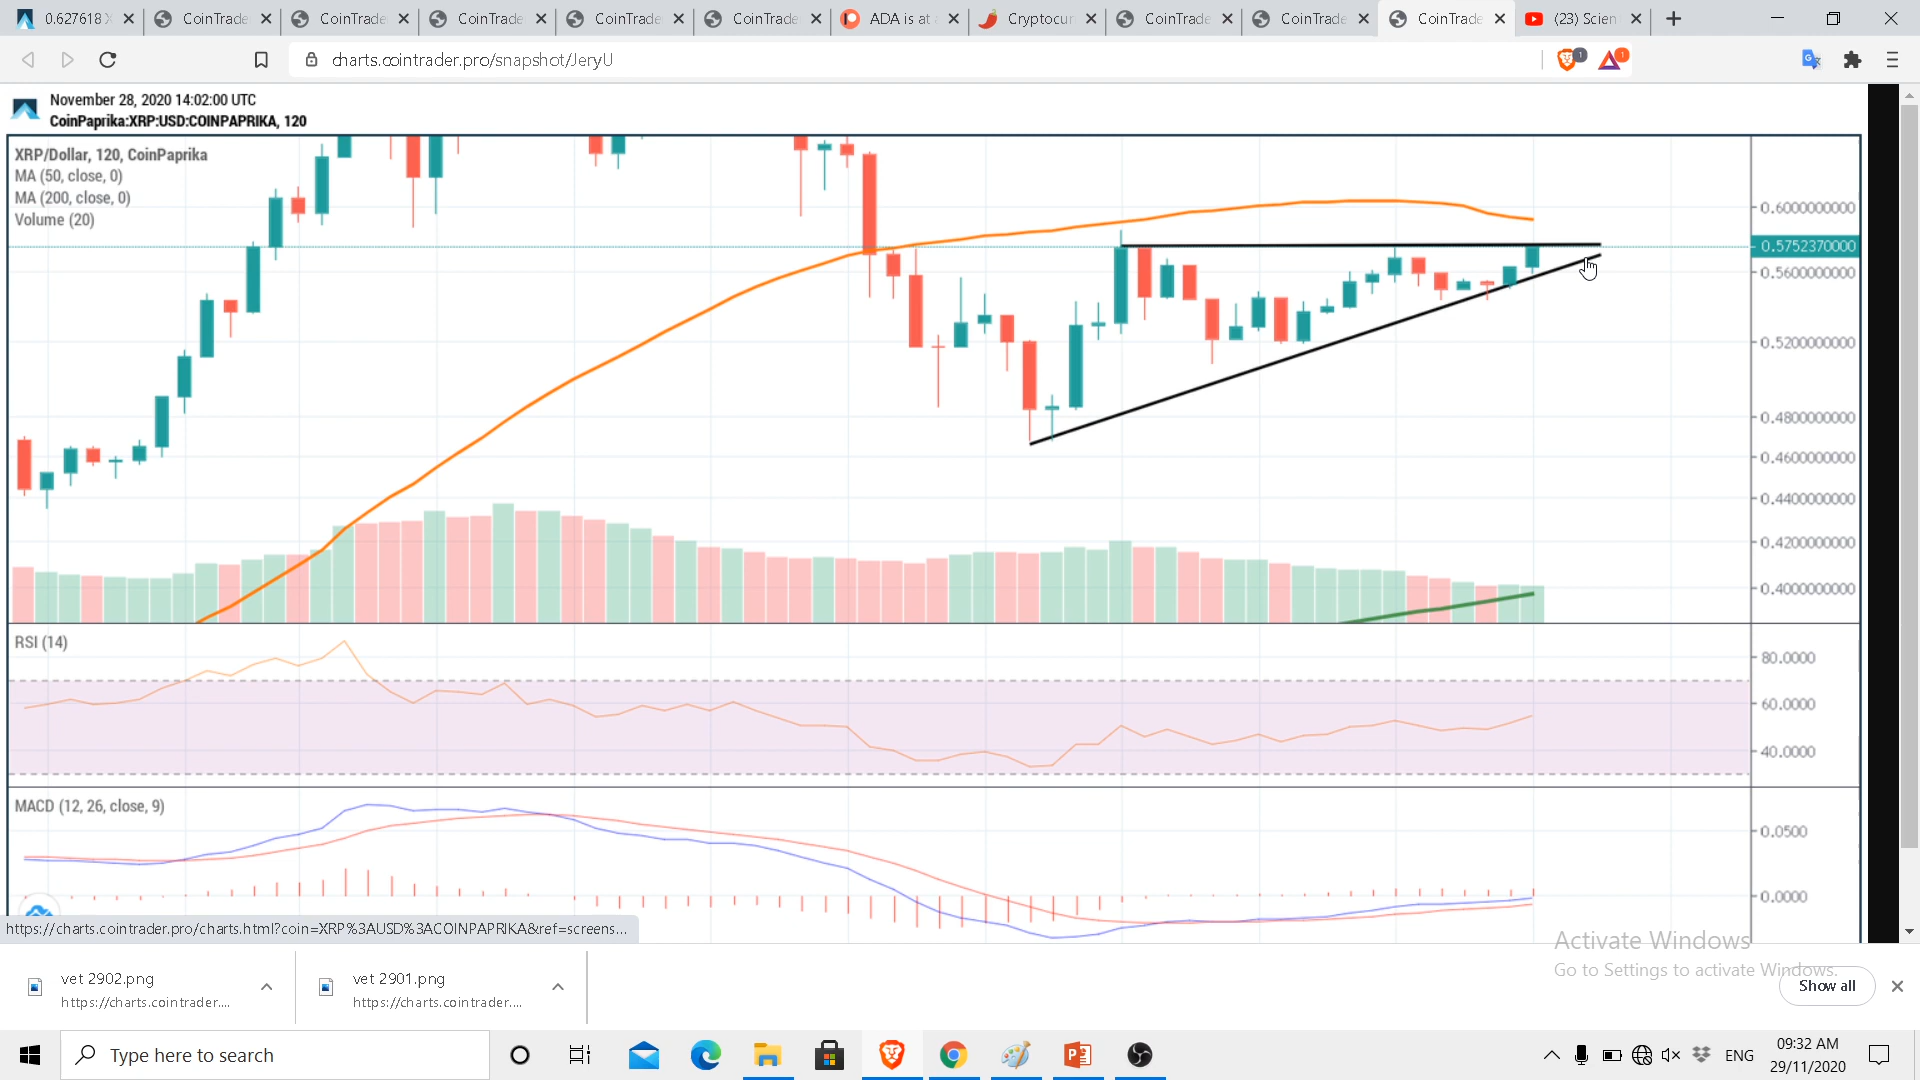 0.627618
CoinTrade
CoinTrade
CoinTrade
CoinTrade
CoinTrade
ADA is at
Cryptocur
CoinTrade
CoinTrade
CoinTrade
(23) Scien
charts.cointrader.pro/snapshot/JeryU
1
1
November 28, 2020 14:02:00 UTC
CoinPaprika:XRP:USD:COINPAPRIKA, 120
XRP/Dollar, 120, CoinPaprika
MA (50, close, 0)
MA (200, close, 0)
Volume (20)
0.6000000000
0.5752370000
0.5600000000
0.5200000000
0.4800000000
0.4600000000
0.4400000000
0.4200000000
0.4000000000
RSI (14)
80.0000
60.0000
40.0000
MACD (12, 26, close, 9)
0.0500
0.0000
https://charts.cointrader.pro/charts.html?coin=XRP%3AUSD%3ACOINPAPRIKA&ref=screens...
Activate Windows
Go to Settings to activate Windows.
vet 2902.png
https://charts.cointrader....
vet 2901.png
https://charts.cointrader....
Show all
Type here to search
ENG
09:32 AM
29/11/2020